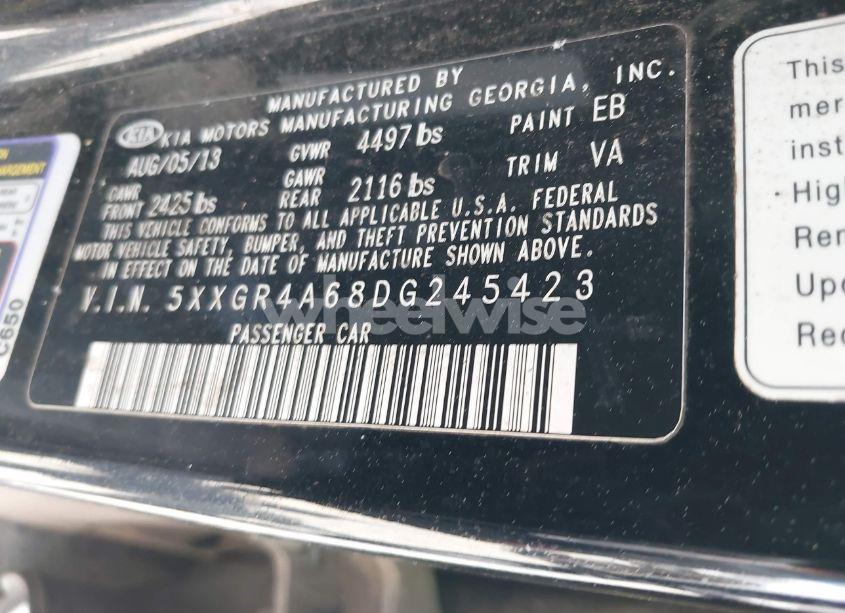 MANUFACTURED BY
KIA KIA MOTORS MANUFACTURING GEORGIA, INC.
AUG/05/13 GVWR 4497 lbs PAINT EB
GAWR FRONT 2425 lbs GAWR REAR 2116 lbs TRIM VA
THIS VEHICLE CONFORMS TO ALL APPLICABLE U.S.A. FEDERAL
MOTOR VEHICLE SAFETY, BUMPER, AND THEFT PREVENTION STANDARDS
IN EFFECT ON THE DATE OF MANUFACTURE SHOWN ABOVE.
V.I.N. 5XXGR4A68DG245423
wheelwise
PASSENGER CAR
This
mer
inst
· High
Rem
Upo
Rec
C650